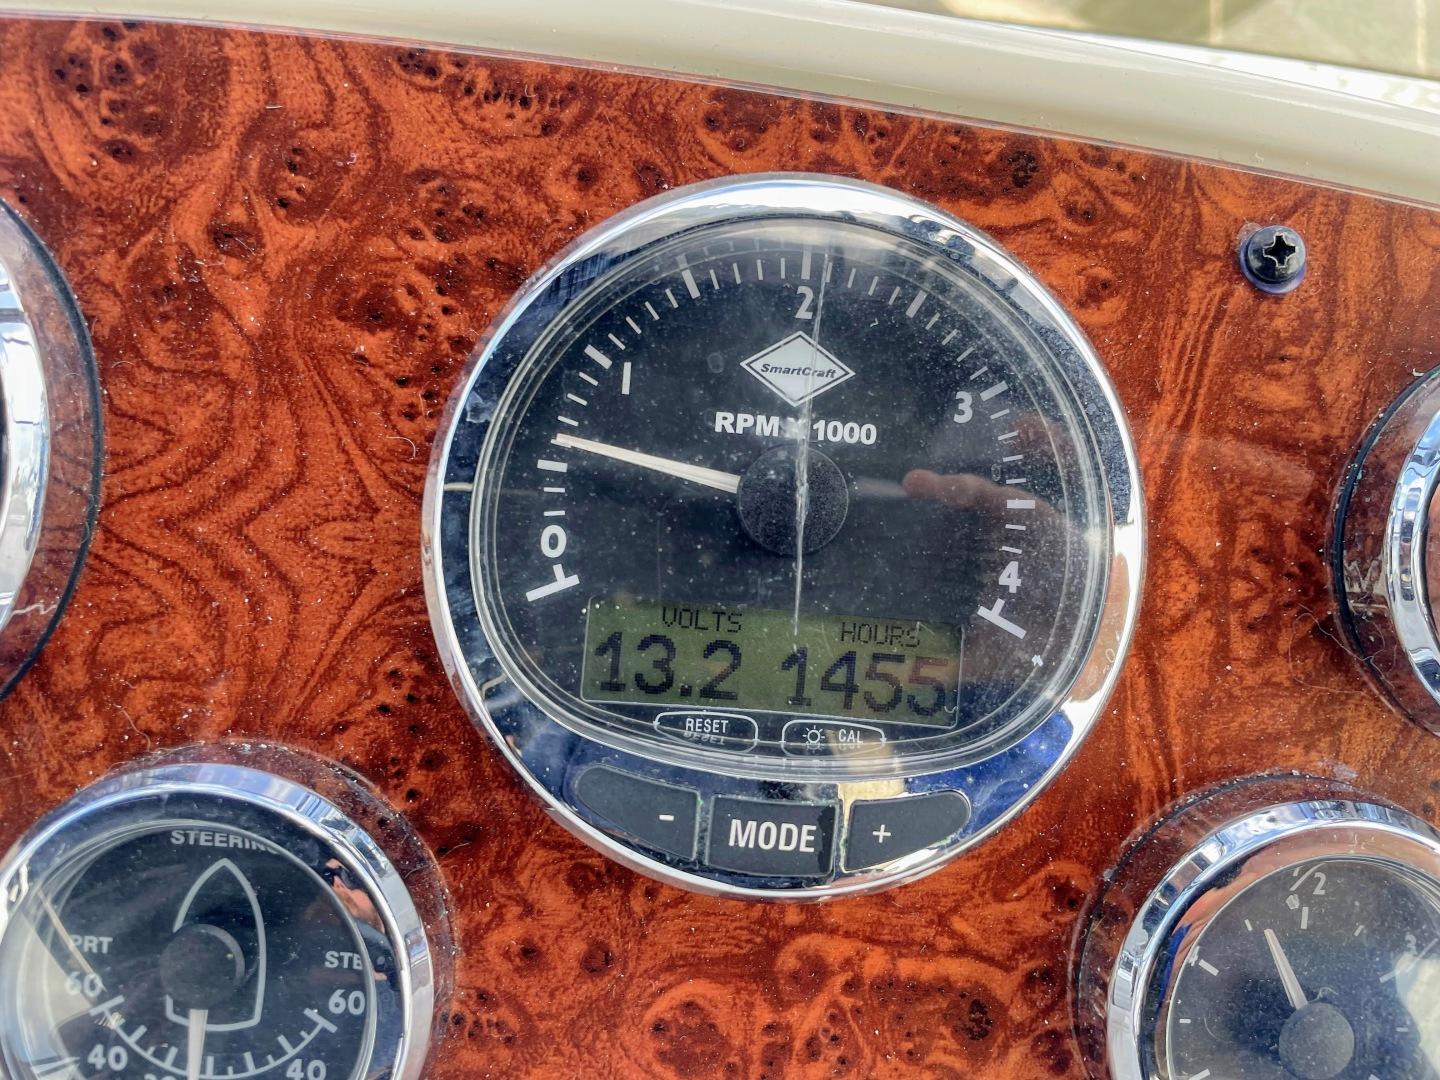 2
1
3
SmartCraft
RPM x 1000
0
4
VOLTS HOURS
13.2 1455
RESET CAL
- MODE +
STEERING
PRT
60 60
40 40
2
3